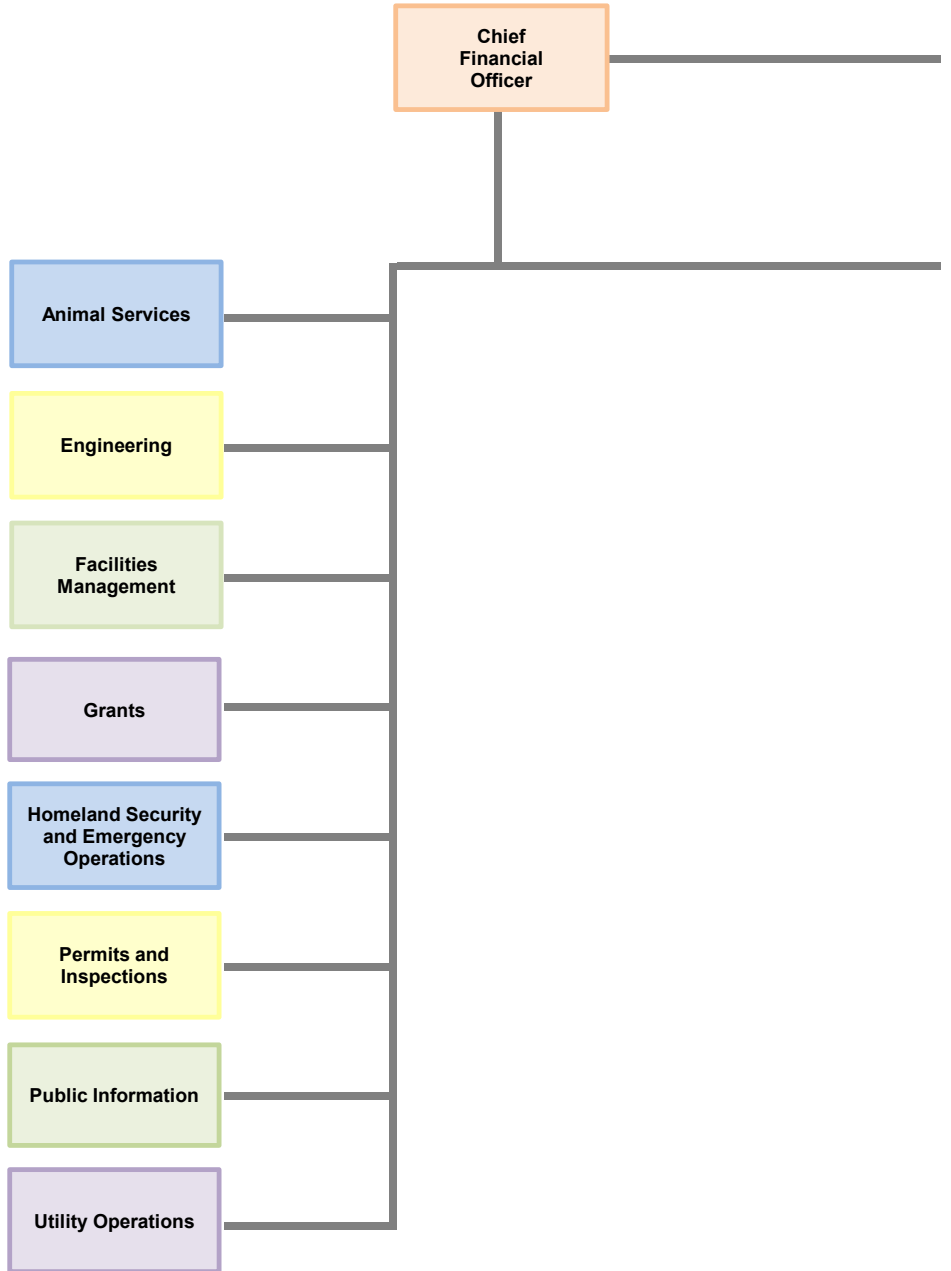 Chief
Financial
Officer
Animal Services
Engineering
Facilities
Management
Grants
Homeland Security
and Emergency
Operations
Permits and
Inspections
Public Information
Utility Operations